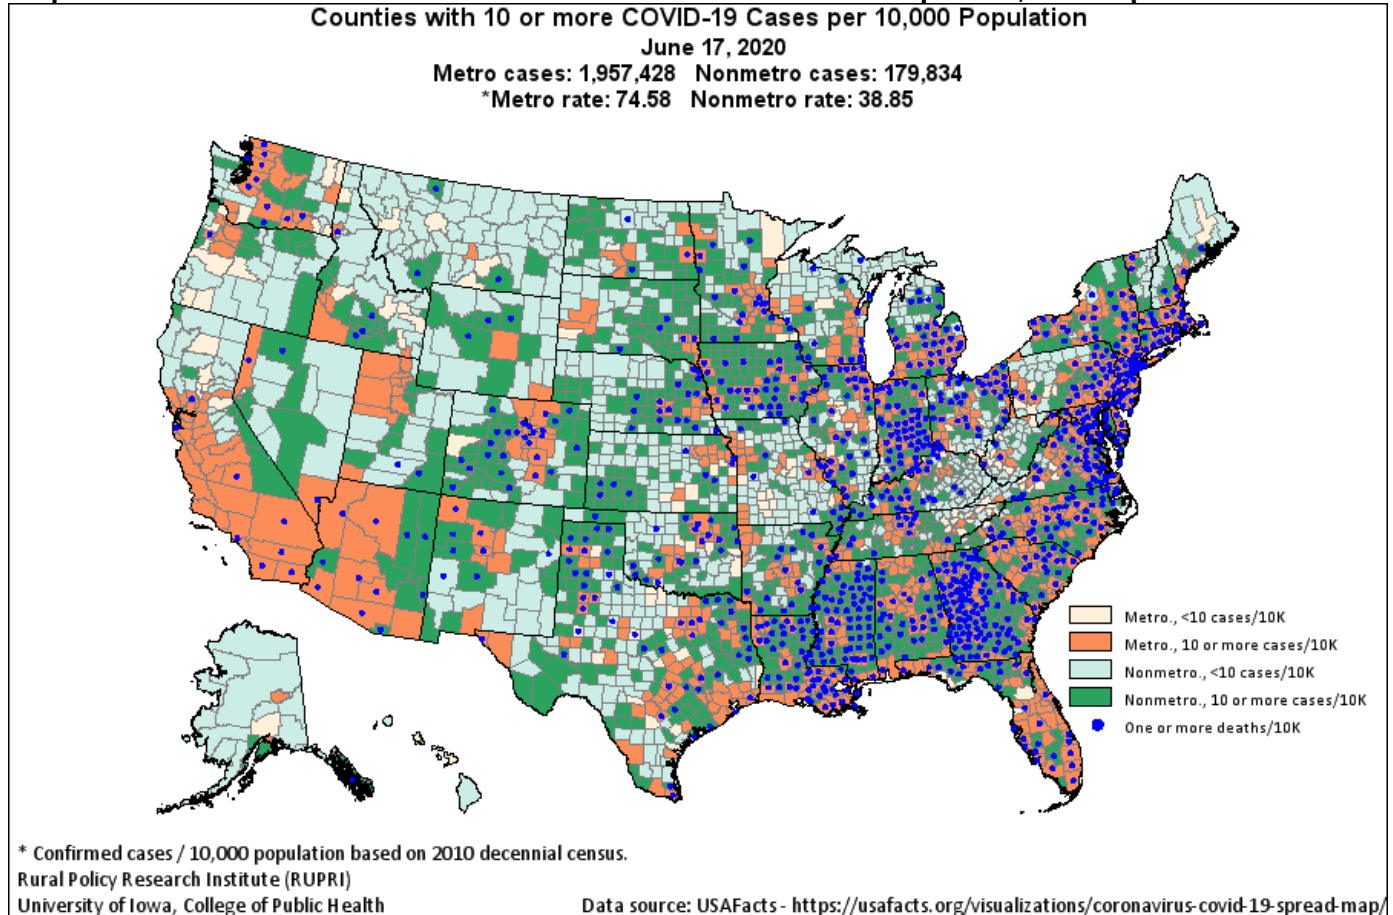 Counties with 10 or more COVID-19 Cases per 10,000 Population
June 17, 2020
Metro cases: 1,957,428 Nonmetro cases: 179,834
*Metro rate: 74.58 Nonmetro rate: 38.85
Metro., <10 cases/10K
Metro., 10 or more cases/10K
Nonmetro., <10 cases/10K
Nonmetro., 10 or more cases/10K
One or more deaths/10K
* Confirmed cases / 10,000 population based on 2010 decennial census.
Rural Policy Research Institute (RUPRI)
University of Iowa, College of Public Health
Data source: USAFacts - https://usafacts.org/visualizations/coronavirus-covid-19-spread-map/